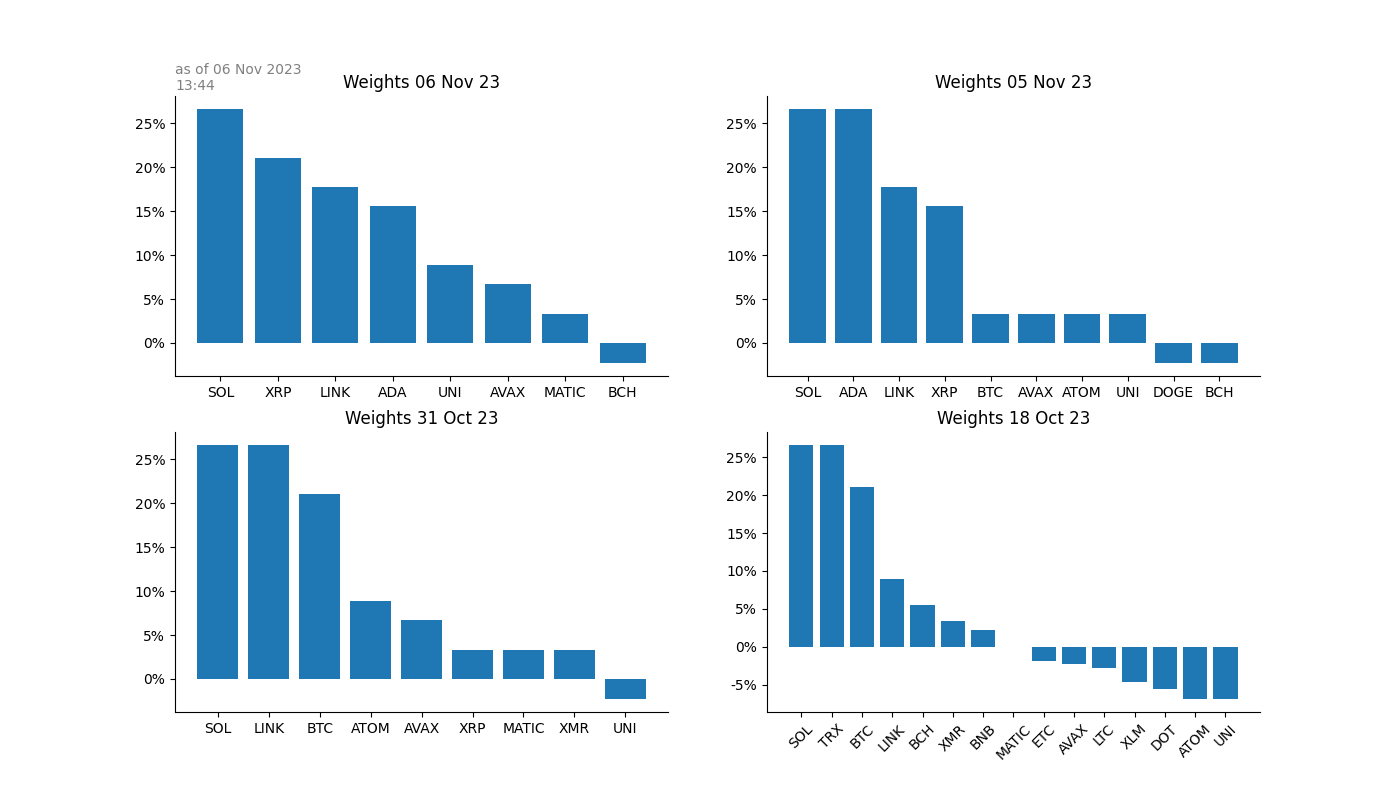 as of 06 Nov 2023
13:44
Weights 06 Nov 23
25%
20%
15%
10%
5%
0%
SOL XRP LINK ADA UNI AVAX MATIC BCH
Weights 05 Nov 23
25%
20%
15%
10%
5%
0%
SOL ADA LINK XRP BTC AVAX ATOM UNI DOGE BCH
Weights 31 Oct 23
25%
20%
15%
10%
5%
0%
SOL LINK BTC ATOM AVAX XRP MATIC XMR UNI
Weights 18 Oct 23
25%
20%
15%
10%
5%
0%
-5%
SOL TRX BTC LINK BCH XMR BNB MATIC ETC AVAX LTC XLM DOT ATOM UNI